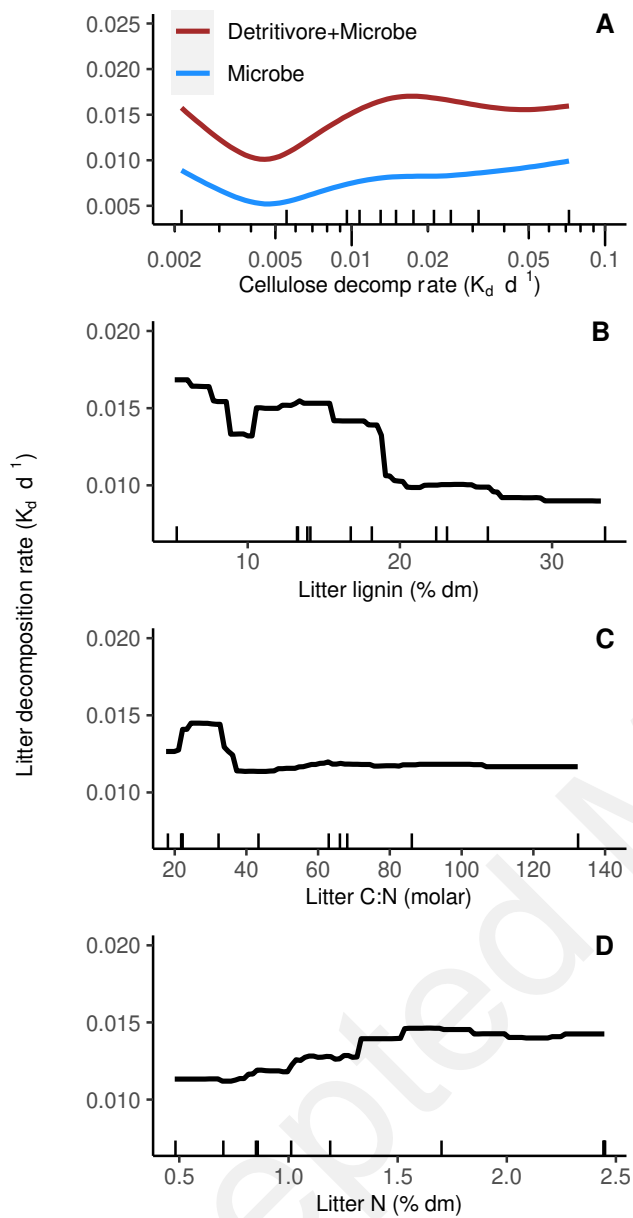 A
Detritivore+Microbe
Microbe
0.025
0.020
0.015
0.010
0.005
0.002 0.005 0.01 0.02 0.05 0.1
Cellulose decomp rate (K_d d^1)
B
0.020
0.015
0.010
10 20 30
Litter lignin (% dm)
Litter decomposition rate (K_d d^1)
C
0.020
0.015
0.010
20 40 60 80 100 120 140
Litter C:N (molar)
D
0.020
0.015
0.010
0.5 1.0 1.5 2.0 2.5
Litter N (% dm)
epted